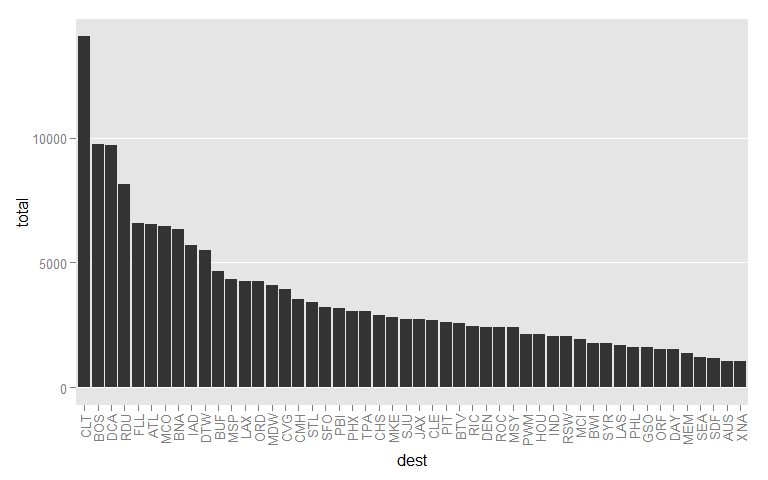 total
10000
5000
0
CLT BOS DCA RDU FLL ATL MCO BNA IAD DTW BUF MSP LAX ORD MDW CVG CMH STL SFO PBI PHX TPA CHS MKE SJU JAX CLE PIT BTV RIC DEN ROC MSY PWM HOU IND RSW MCI BWI SYR LAS PHL GSO ORF DAY MEM SEA SDF AUS XNA
dest